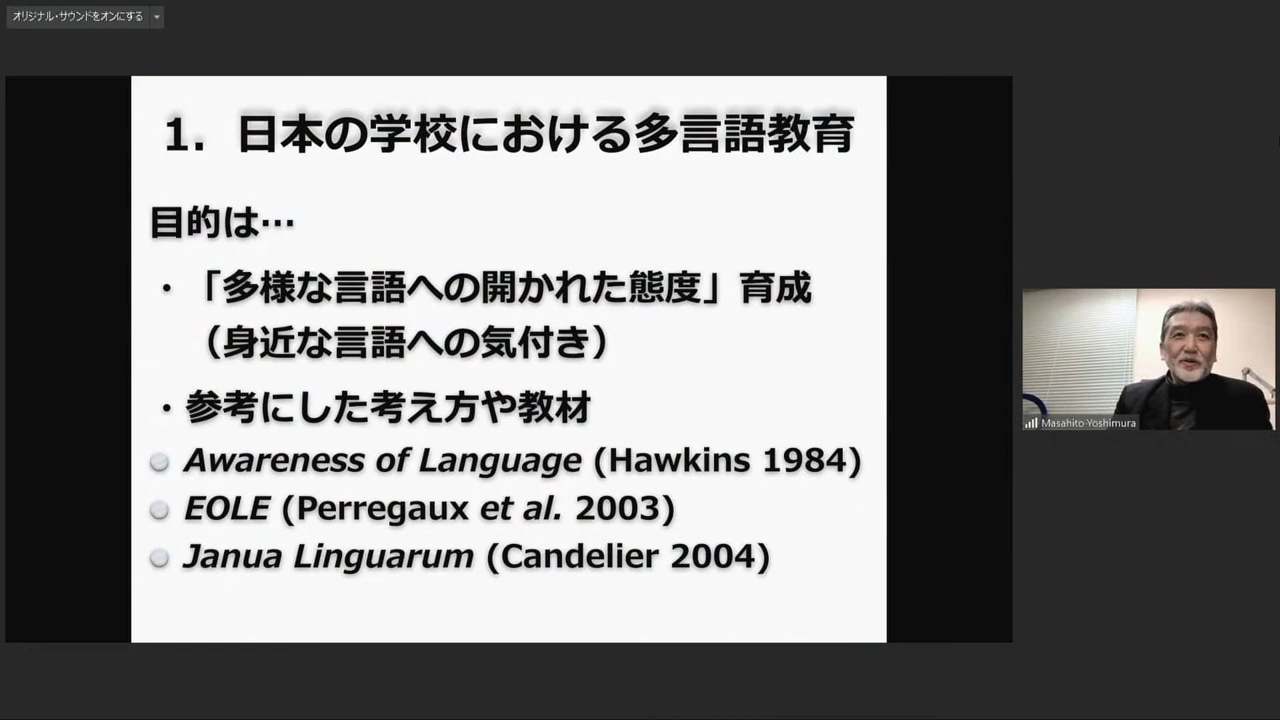 オリジナル・サウンドをオンにする
1. 日本の学校における多言語教育
目的は…
・「多様な言語への開かれた態度」育成
（身近な言語への気付き）
・参考にした考え方や教材
Awareness of Language (Hawkins 1984)
EOLE (Perregaux et al. 2003)
Janua Linguarum (Candelier 2004)
Masahito Yoshimura